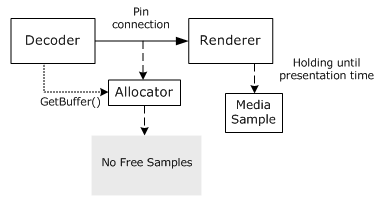 Pin
connection
Decoder
Renderer
Holding until
presentation time
GetBuffer()
Allocator
Media
Sample
No Free Samples